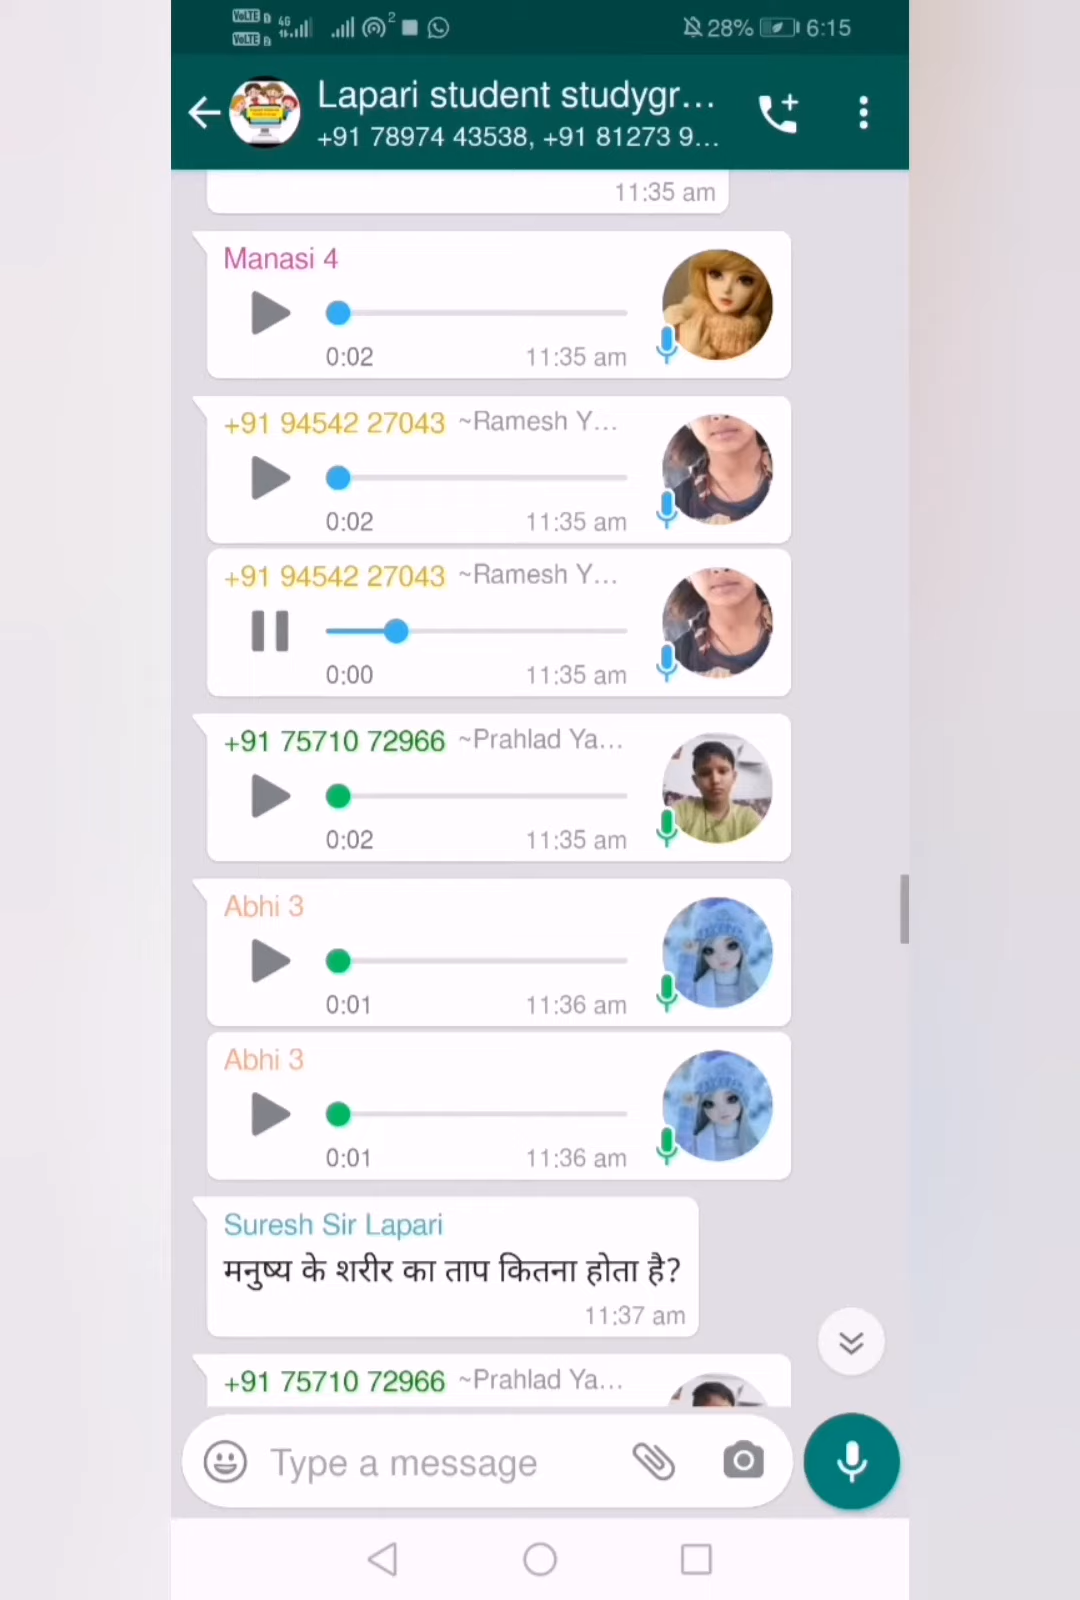 VoLTE 4G 2 28% 6:15
VoLTE
Lapari student studygr...
+91 78974 43538, +91 81273 9...
11:35 am
Manasi 4
0:02 11:35 am
+91 94542 27043 ~Ramesh Y...
0:02 11:35 am
+91 94542 27043 ~Ramesh Y...
0:00 11:35 am
+91 75710 72966 ~Prahlad Ya...
0:02 11:35 am
Abhi 3
0:01 11:36 am
Abhi 3
0:01 11:36 am
Suresh Sir Lapari
मनुष्य के शरीर का ताप कितना होता है?
11:37 am
+91 75710 72966 ~Prahlad Ya...
Type a message